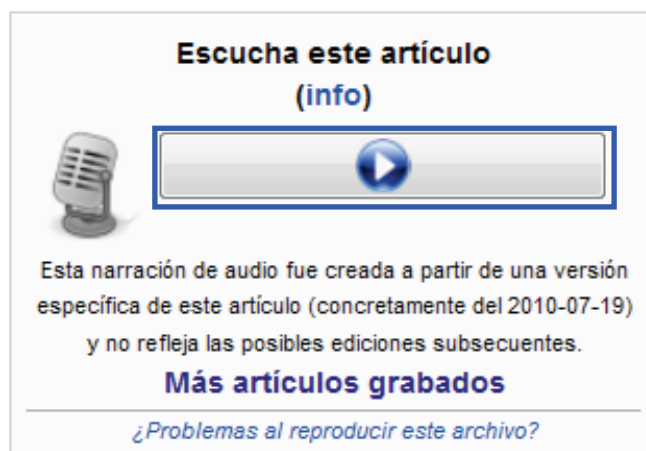 Escucha este artículo
(info)
Esta narración de audio fue creada a partir de una versión
específica de este artículo (concretamente del 2010-07-19)
y no refleja las posibles ediciones subsecuentes.
Más artículos grabados
¿Problemas al reproducir este archivo?